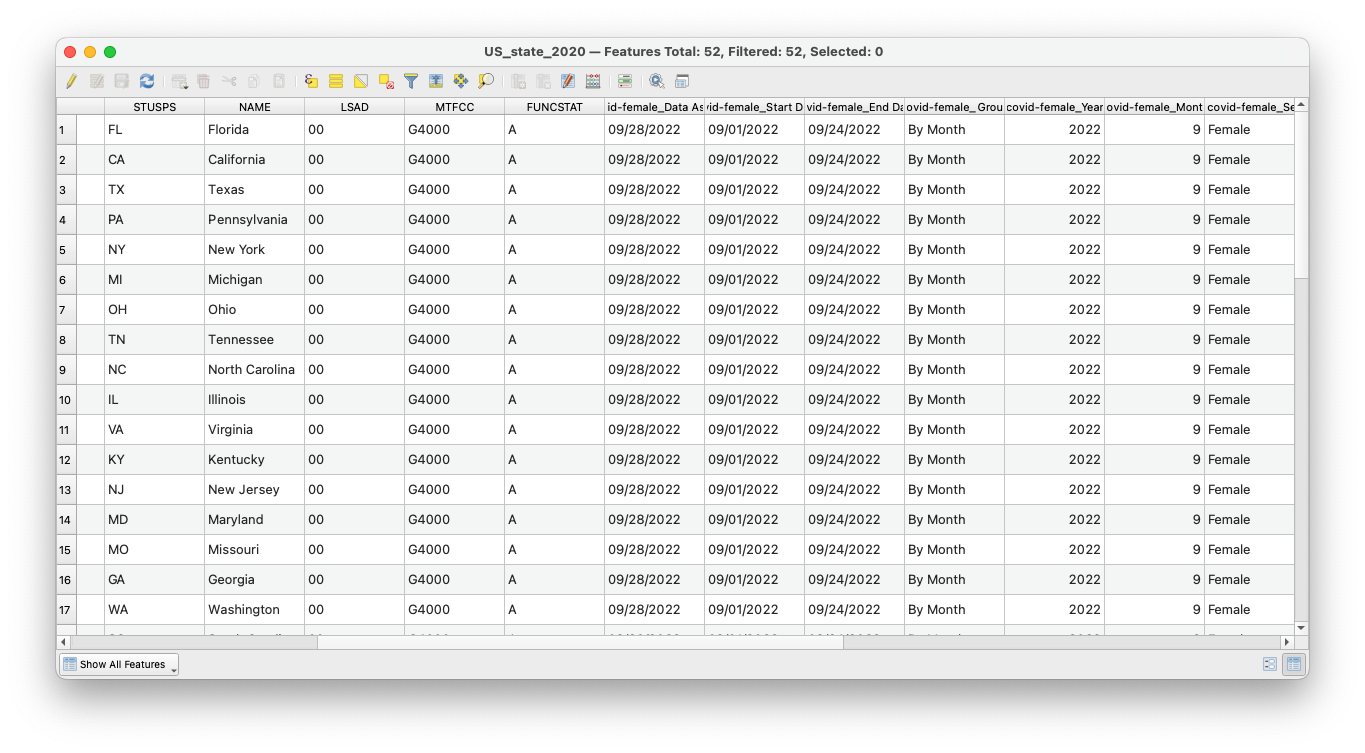 US_state_2020 — Features Total: 52, Filtered: 52, Selected: 0
STUSPS NAME LSAD MTFCC FUNCSTAT id-female_Data As vid-female_Start D vid-female_End Da ovid-female_ Grou covid-female_Year ovid-female_Mont covid-female_Se
1 FL Florida 00 G4000 A 09/28/2022 09/01/2022 09/24/2022 By Month 2022 9 Female
2 CA California 00 G4000 A 09/28/2022 09/01/2022 09/24/2022 By Month 2022 9 Female
3 TX Texas 00 G4000 A 09/28/2022 09/01/2022 09/24/2022 By Month 2022 9 Female
4 PA Pennsylvania 00 G4000 A 09/28/2022 09/01/2022 09/24/2022 By Month 2022 9 Female
5 NY New York 00 G4000 A 09/28/2022 09/01/2022 09/24/2022 By Month 2022 9 Female
6 MI Michigan 00 G4000 A 09/28/2022 09/01/2022 09/24/2022 By Month 2022 9 Female
7 OH Ohio 00 G4000 A 09/28/2022 09/01/2022 09/24/2022 By Month 2022 9 Female
8 TN Tennessee 00 G4000 A 09/28/2022 09/01/2022 09/24/2022 By Month 2022 9 Female
9 NC North Carolina 00 G4000 A 09/28/2022 09/01/2022 09/24/2022 By Month 2022 9 Female
10 IL Illinois 00 G4000 A 09/28/2022 09/01/2022 09/24/2022 By Month 2022 9 Female
11 VA Virginia 00 G4000 A 09/28/2022 09/01/2022 09/24/2022 By Month 2022 9 Female
12 KY Kentucky 00 G4000 A 09/28/2022 09/01/2022 09/24/2022 By Month 2022 9 Female
13 NJ New Jersey 00 G4000 A 09/28/2022 09/01/2022 09/24/2022 By Month 2022 9 Female
14 MD Maryland 00 G4000 A 09/28/2022 09/01/2022 09/24/2022 By Month 2022 9 Female
15 MO Missouri 00 G4000 A 09/28/2022 09/01/2022 09/24/2022 By Month 2022 9 Female
16 GA Georgia 00 G4000 A 09/28/2022 09/01/2022 09/24/2022 By Month 2022 9 Female
17 WA Washington 00 G4000 A 09/28/2022 09/01/2022 09/24/2022 By Month 2022 9 Female
Show All Features